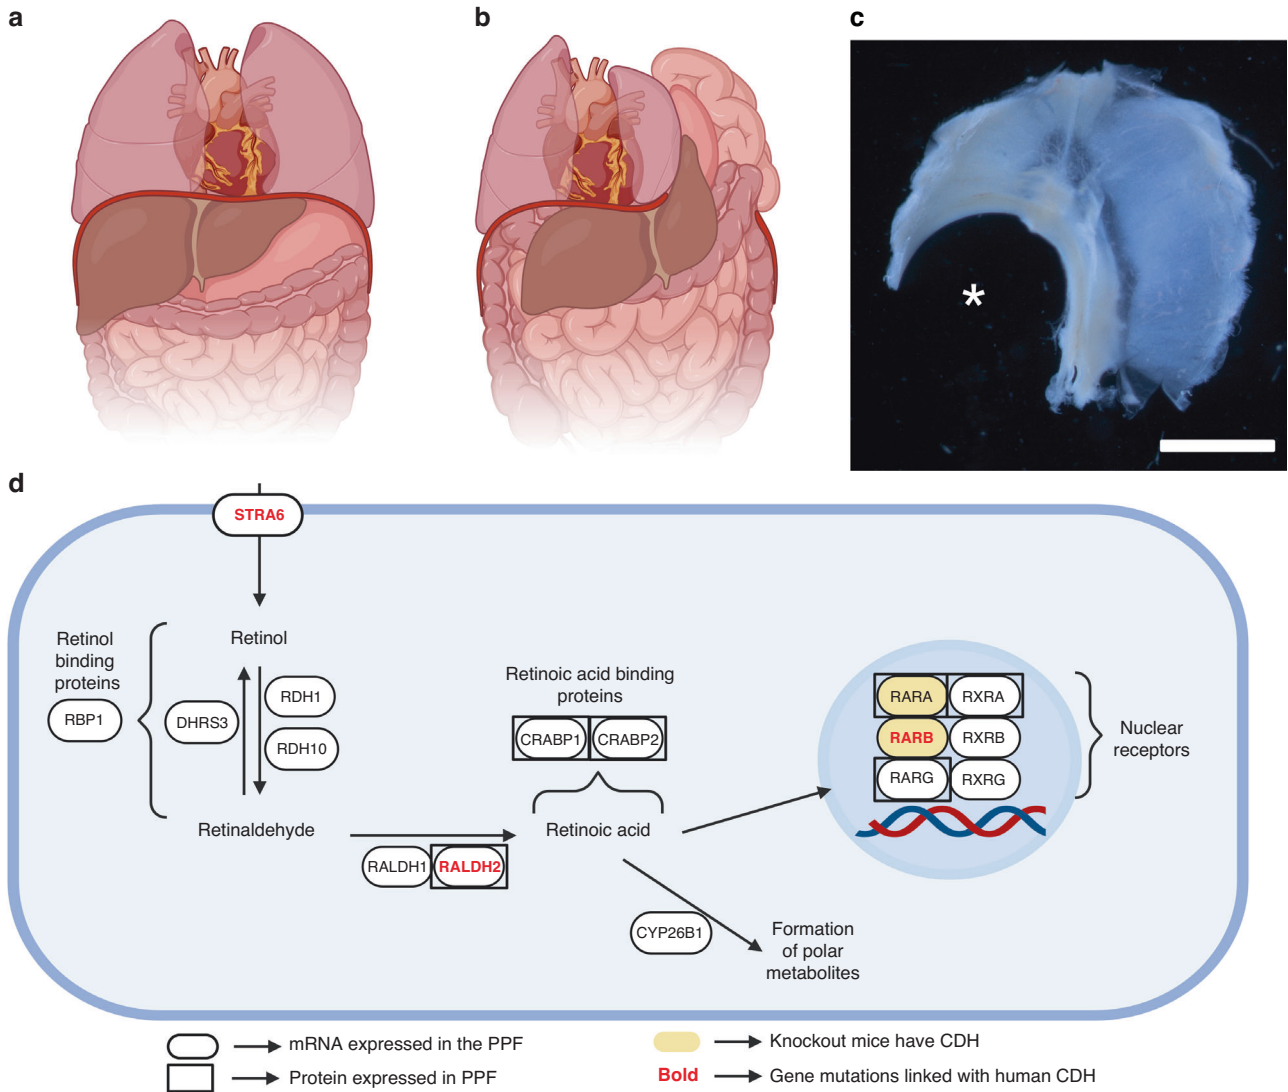 a
b
c
*
d
STRA6
Retinol
binding
proteins
RBP1
Retinol
DHRS3
RDH1
RDH10
Retinaldehyde
RALDH1
RALDH2
Retinoic acid binding
proteins
CRABP1
CRABP2
Retinoic acid
CYP26B1
Formation
of polar
metabolites
RARA
RXRA
RARB
RXRB
RARG
RXRG
Nuclear
receptors
mRNA expressed in the PPF
Protein expressed in PPF
Knockout mice have CDH
Bold
Gene mutations linked with human CDH